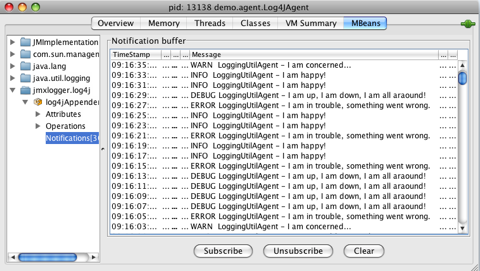 pid: 13138 demo.agent.Log4JAgent
Overview Memory Threads Classes VM Summary MBeans
JMImplementation
com.sun.manager
java.lang
java.util.logging
jmxlogger.log4j
log4jAppender
Attributes
Operations
Notifications[3
Notification buffer
TimeStamp ... ... ... Message ... ...
09:16:35:... ... ... ... WARN LoggingUtilAgent - I am concerned... ... ...
09:16:33:... ... ... ... INFO LoggingUtilAgent - I am happy! ... ...
09:16:31:... ... ... ... INFO LoggingUtilAgent - I am happy! ... ...
09:16:29:... ... ... ... DEBUG LoggingUtilAgent - I am up, I am down, I am all araound! ... ...
09:16:27:... ... ... ... ERROR LoggingUtilAgent - I am in trouble, something went wrong. ... ...
09:16:25:... ... ... ... INFO LoggingUtilAgent - I am happy! ... ...
09:16:23:... ... ... ... INFO LoggingUtilAgent - I am happy! ... ...
09:16:21:... ... ... ... ERROR LoggingUtilAgent - I am in trouble, something went wrong. ... ...
09:16:19:... ... ... ... INFO LoggingUtilAgent - I am happy! ... ...
09:16:17:... ... ... ... INFO LoggingUtilAgent - I am happy! ... ...
09:16:15:... ... ... ... ERROR LoggingUtilAgent - I am in trouble, something went wrong. ... ...
09:16:13:... ... ... ... DEBUG LoggingUtilAgent - I am up, I am down, I am all araound! ... ...
09:16:11:... ... ... ... DEBUG LoggingUtilAgent - I am up, I am down, I am all araound! ... ...
09:16:09:... ... ... ... DEBUG LoggingUtilAgent - I am up, I am down, I am all araound! ... ...
09:16:07:... ... ... ... DEBUG LoggingUtilAgent - I am up, I am down, I am all araound! ... ...
09:16:05:... ... ... ... ERROR LoggingUtilAgent - I am in trouble, something went wrong. ... ...
09:16:03:... ... ... ... WARN LoggingUtilAgent - I am concerned... ... ...
Subscribe Unsubscribe Clear